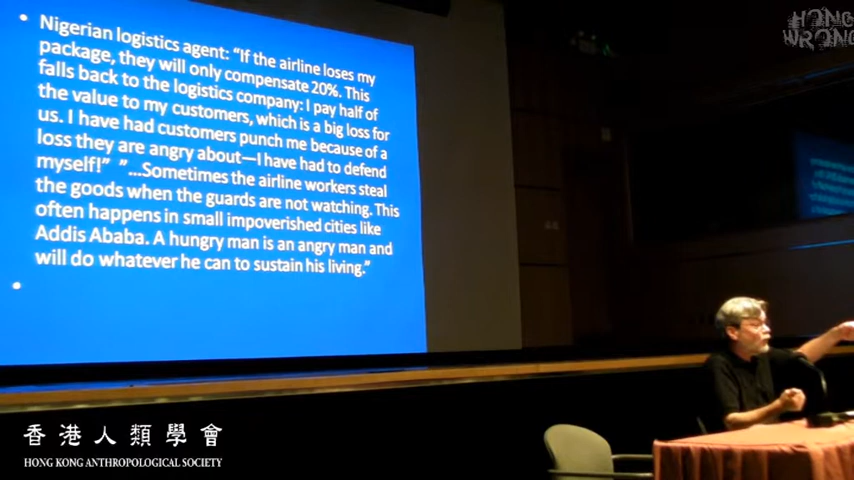 HONG
WRONG
• Nigerian logistics agent: “If the airline loses my
package, they will only compensate 20%. This
falls back to the logistics company: I pay half of
the value to my customers, which is a big loss for
us. I have had customers punch me because of a
loss they are angry about—I have had to defend
myself!” ”...Sometimes the airline workers steal
the goods when the guards are not watching. This
often happens in small impoverished cities like
Addis Ababa. A hungry man is an angry man and
will do whatever he can to sustain his living.”
•
香港人類學會
HONG KONG ANTHROPOLOGICAL SOCIETY